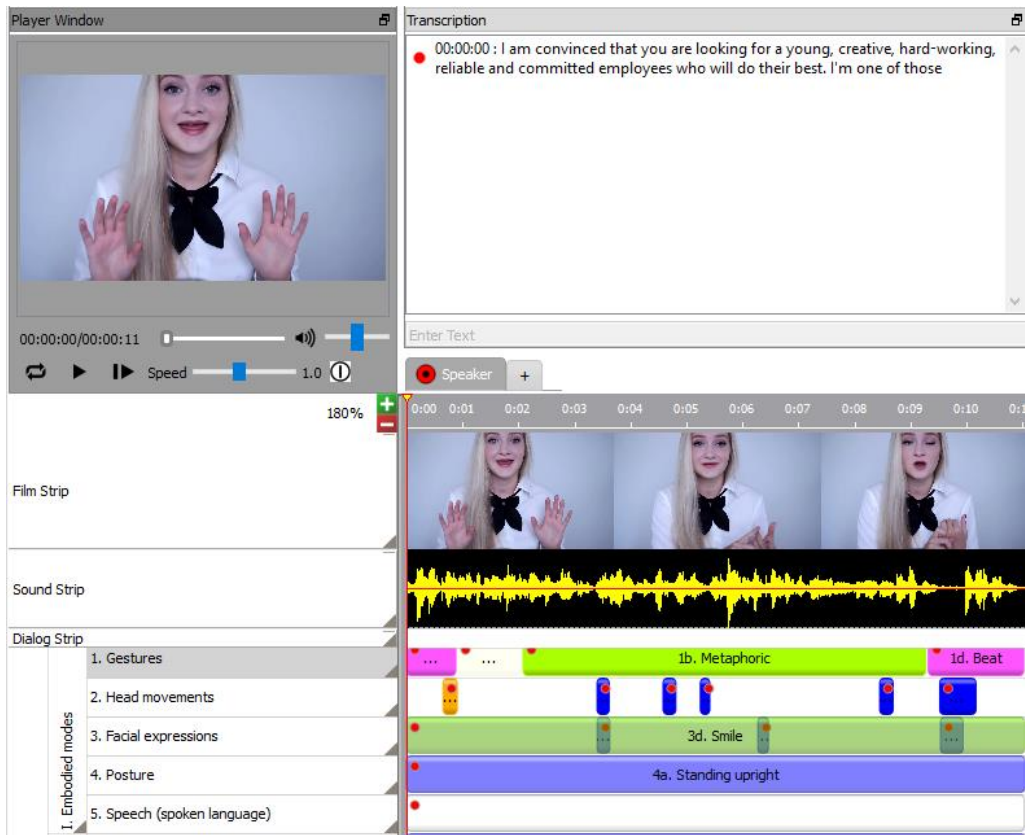 Player Window
Transcription
00:00:00 : I am convinced that you are looking for a young, creative, hard-working,
reliable and committed employees who will do their best. I'm one of those
00:00:00/00:00:11
Enter Text
Speed
1.0
Speaker
+
180%
0:00 0:01 0:02 0:03 0:04 0:05 0:06 0:07 0:08 0:09 0:10
Film Strip
Sound Strip
Dialog Strip
I. Embodied modes
1. Gestures
... ... 1b. Metaphoric 1d. Beat
2. Head movements
... ...
3. Facial expressions
... 3d. Smile ... ...
4. Posture
4a. Standing upright
5. Speech (spoken language)